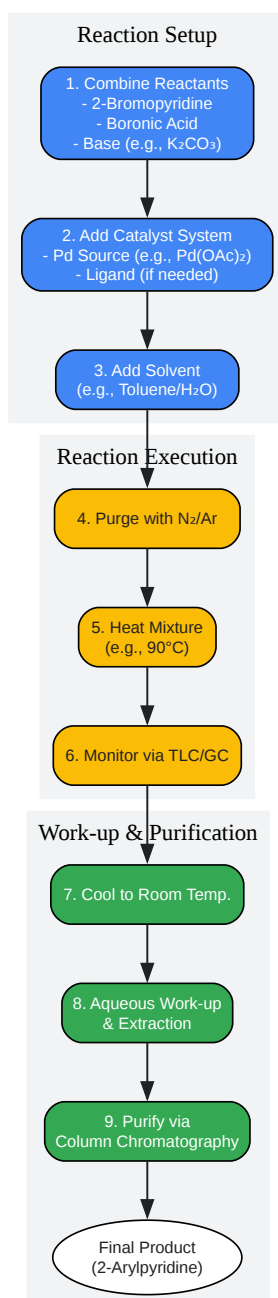 Reaction Setup
1. Combine Reactants
- 2-Bromopyridine
- Boronic Acid
- Base (e.g., K₂CO₃)
2. Add Catalyst System
- Pd Source (e.g., Pd(OAc)₂)
- Ligand (if needed)
3. Add Solvent
(e.g., Toluene/H₂O)
Reaction Execution
4. Purge with N₂/Ar
5. Heat Mixture
(e.g., 90°C)
6. Monitor via TLC/GC
Work-up & Purification
7. Cool to Room Temp.
8. Aqueous Work-up
& Extraction
9. Purify via
Column Chromatography
Final Product
(2-Arylpyridine)